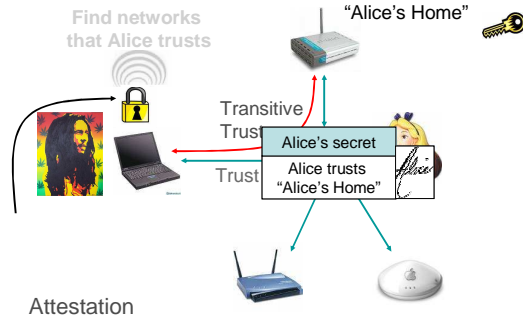 Find networks
that Alice trusts
“Alice’s Home”
Transitive
Trust
Alice’s secret
Trust
Alice trusts
“Alice’s Home”
Attestation